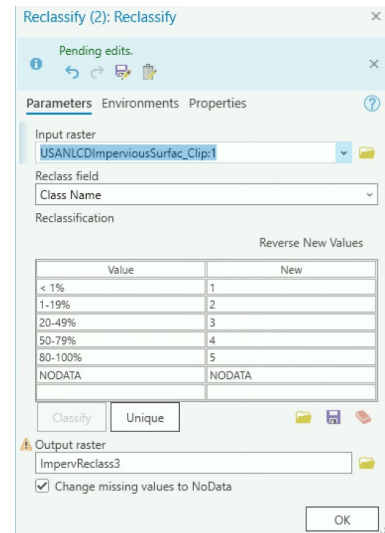 Reclassify (2): Reclassify
Pending edits.
Parameters Environments Properties
Input raster
USANLCDImperviousSurfac_Clip:1
Reclass field
Class Name
Reclassification
Reverse New Values
Value New
< 1% 1
1-19% 2
20-49% 3
50-79% 4
80-100% 5
NODATA NODATA
Classify Unique
Output raster
ImpervReclass3
Change missing values to NoData
OK